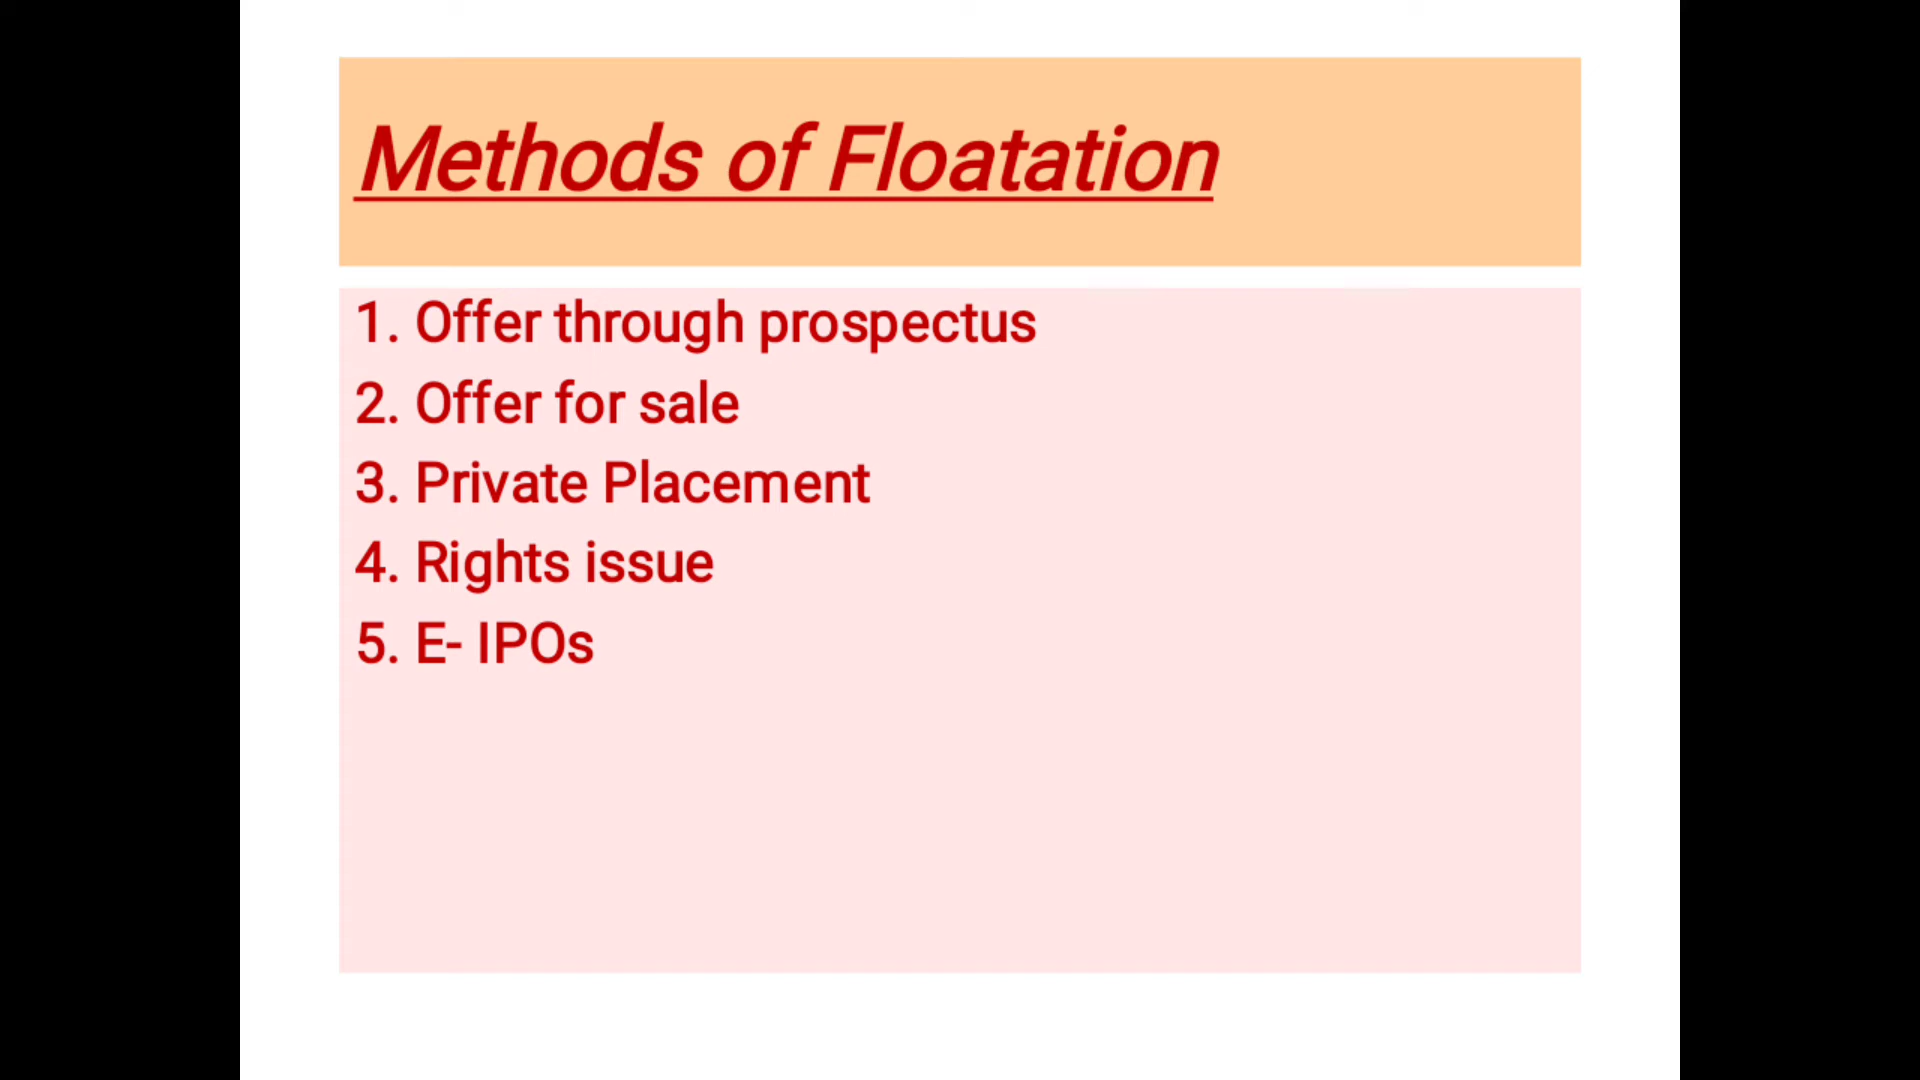 Methods of Floatation
1. Offer through prospectus
2. Offer for sale
3. Private Placement
4. Rights issue
5. E- IPOs